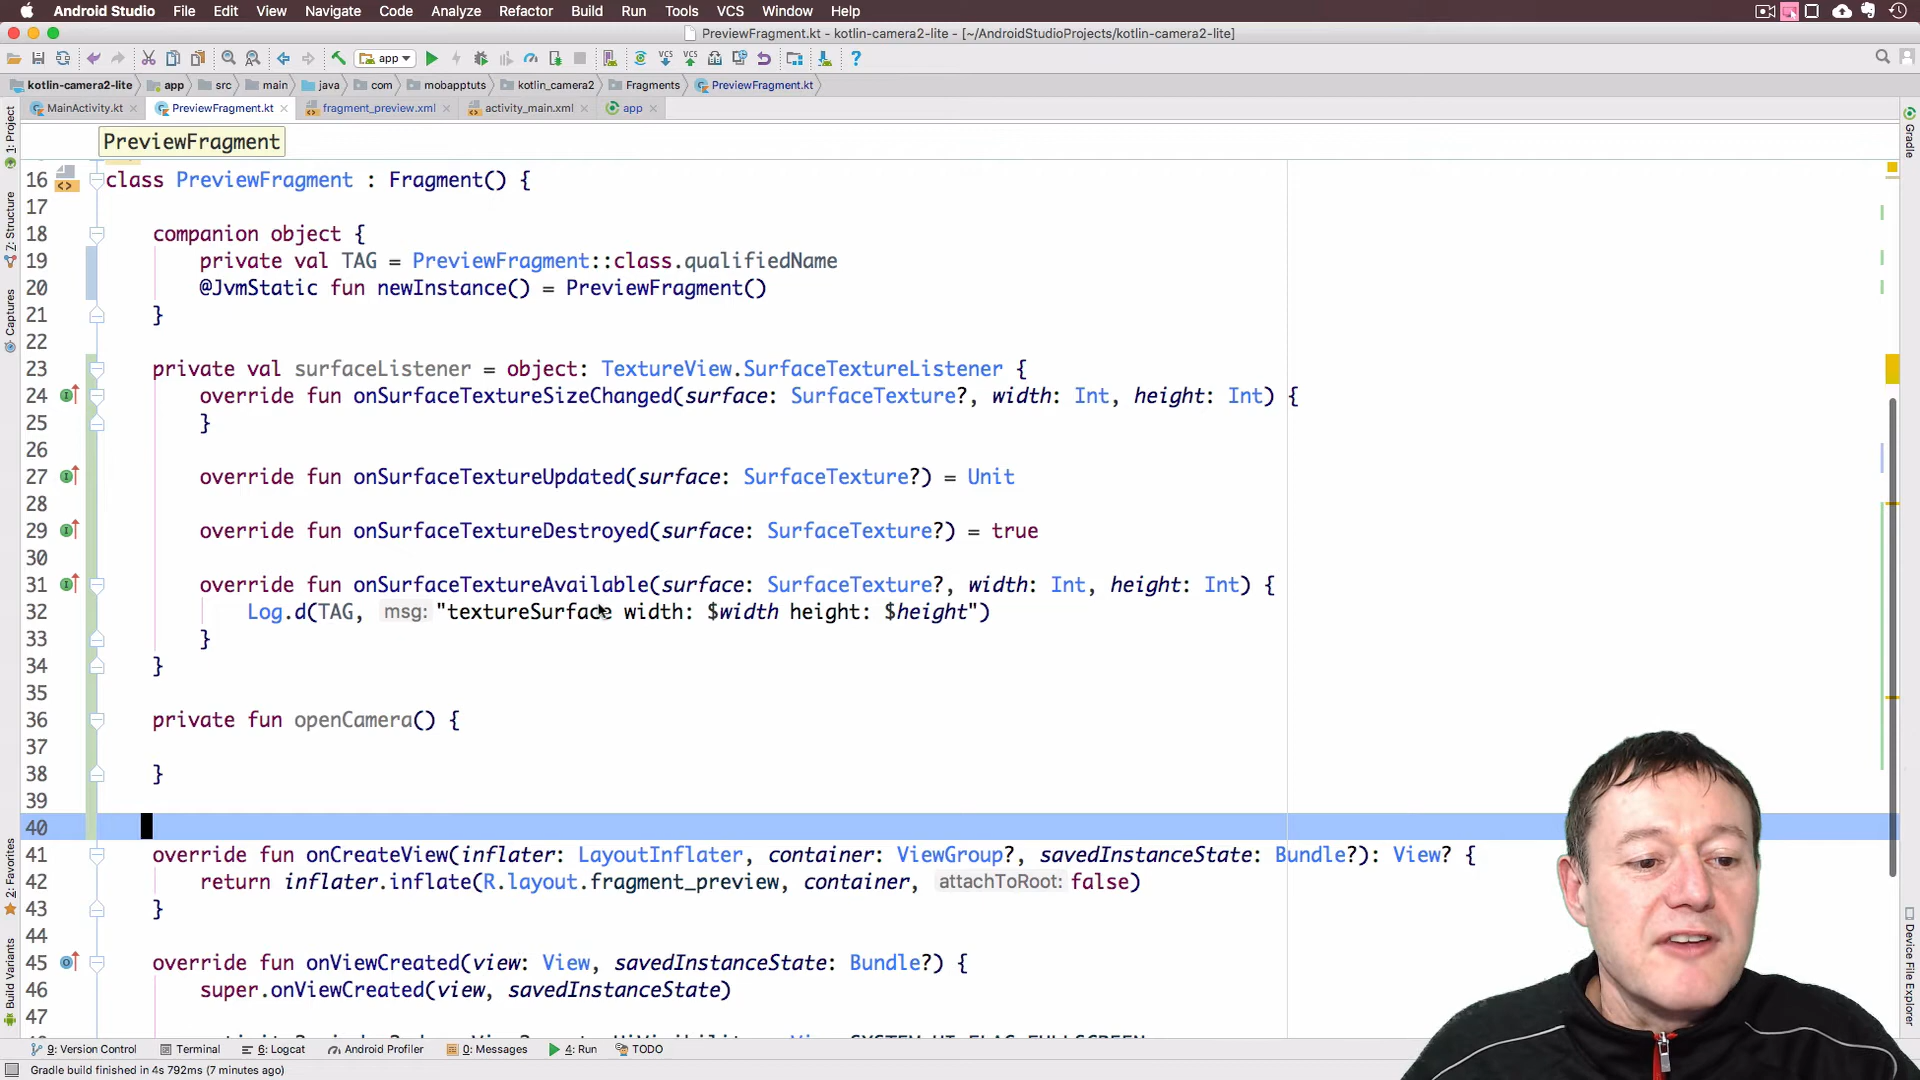 Android Studio File Edit View Navigate Code Analyze Refactor Build Run Tools VCS Window Help
PreviewFragment.kt - kotlin-camera2-lite - [~/AndroidStudioProjects/kotlin-camera2-lite]
app
kotlin-camera2-lite app src main java com mobapptuts kotlin_camera2 Fragments PreviewFragment.kt
MainActivity.kt PreviewFragment.kt fragment_preview.xml activity_main.xml app
PreviewFragment
16 class PreviewFragment : Fragment() {
17
18 companion object {
19 private val TAG = PreviewFragment::class.qualifiedName
20 @JvmStatic fun newInstance() = PreviewFragment()
21 }
22
23 private val surfaceListener = object: TextureView.SurfaceTextureListener {
24 override fun onSurfaceTextureSizeChanged(surface: SurfaceTexture?, width: Int, height: Int) {
25 }
26
27 override fun onSurfaceTextureUpdated(surface: SurfaceTexture?) = Unit
28
29 override fun onSurfaceTextureDestroyed(surface: SurfaceTexture?) = true
30
31 override fun onSurfaceTextureAvailable(surface: SurfaceTexture?, width: Int, height: Int) {
32 Log.d(TAG, msg: "textureSurface width: $width height: $height")
33 }
34 }
35
36 private fun openCamera() {
37
38 }
39
40
41 override fun onCreateView(inflater: LayoutInflater, container: ViewGroup?, savedInstanceState: Bundle?): View? {
42 return inflater.inflate(R.layout.fragment_preview, container, attachToRoot: false)
43 }
44
45 override fun onViewCreated(view: View, savedInstanceState: Bundle?) {
46 super.onViewCreated(view, savedInstanceState)
47
1: Project
7: Structure
Captures
2: Favorites
Build Variants
Gradle
Device File Explorer
9: Version Control Terminal 6: Logcat Android Profiler 0: Messages 4: Run TODO
Gradle build finished in 4s 792ms (7 minutes ago)